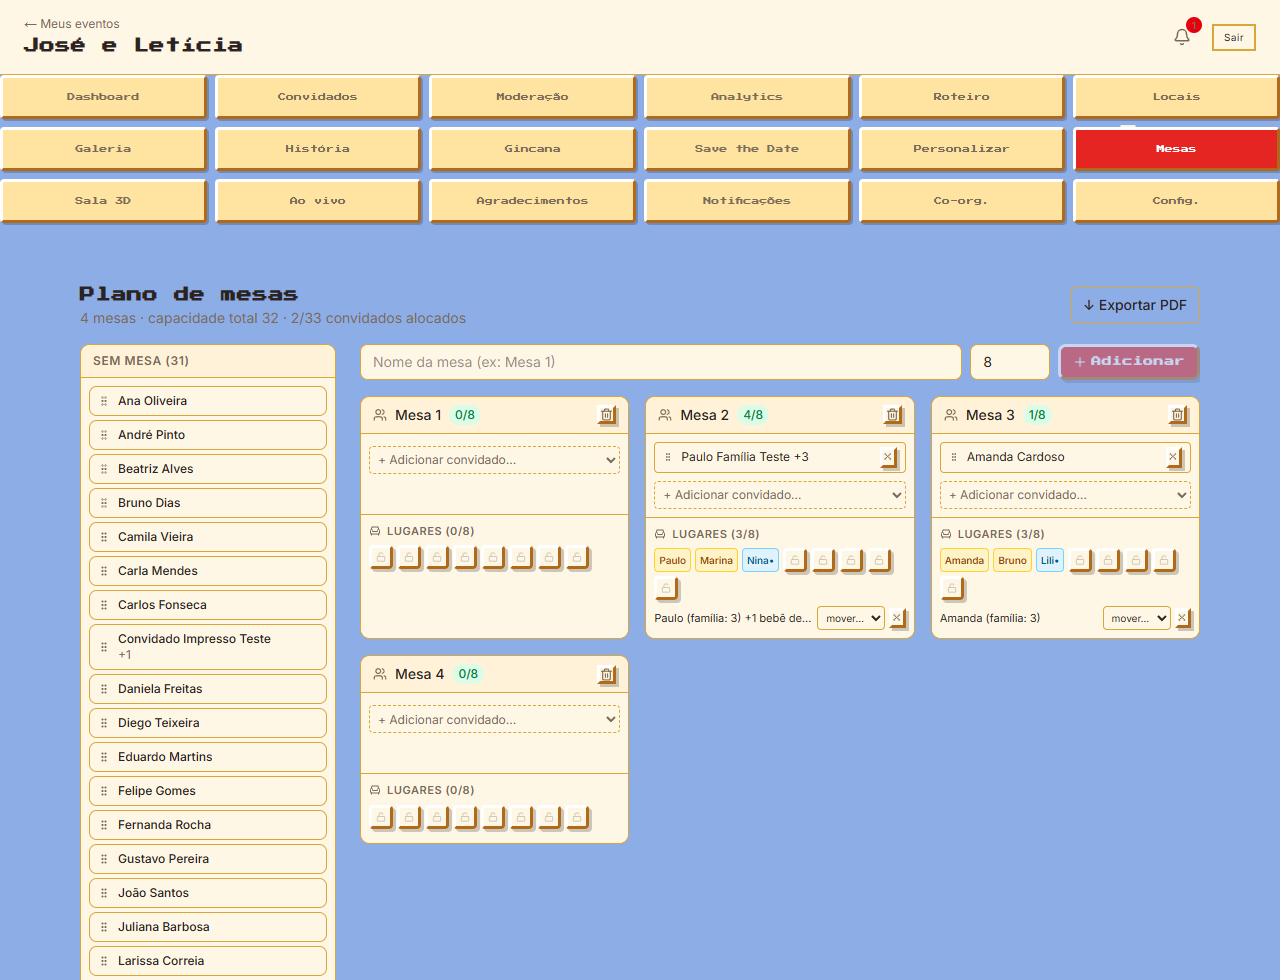 ← Meus eventos
José e Letícia
1
Sair
Dashboard
Convidados
Moderação
Analytics
Roteiro
Locais
Galeria
História
Gincana
Save the Date
Personalizar
Mesas
Sala 3D
Ao vivo
Agradecimentos
Notificações
Co-org.
Config.
Plano de mesas
4 mesas · capacidade total 32 · 2/33 convidados alocados
↓ Exportar PDF
SEM MESA (31)
Ana Oliveira
André Pinto
Beatriz Alves
Bruno Dias
Camila Vieira
Carla Mendes
Carlos Fonseca
Convidado Impresso Teste
+1
Daniela Freitas
Diego Teixeira
Eduardo Martins
Felipe Gomes
Fernanda Rocha
Gustavo Pereira
João Santos
Juliana Barbosa
Larissa Correia
Nome da mesa (ex: Mesa 1)
8
+ Adicionar
Mesa 1 0/8
+ Adicionar convidado...
LUGARES (0/8)
Mesa 2 4/8
Paulo Família Teste +3
+ Adicionar convidado...
LUGARES (3/8)
Paulo Marina Nina•
Paulo (família: 3) +1 bebê de... mover...
Mesa 3 1/8
Amanda Cardoso
+ Adicionar convidado...
LUGARES (3/8)
Amanda Bruno Lili•
Amanda (família: 3) mover...
Mesa 4 0/8
+ Adicionar convidado...
LUGARES (0/8)